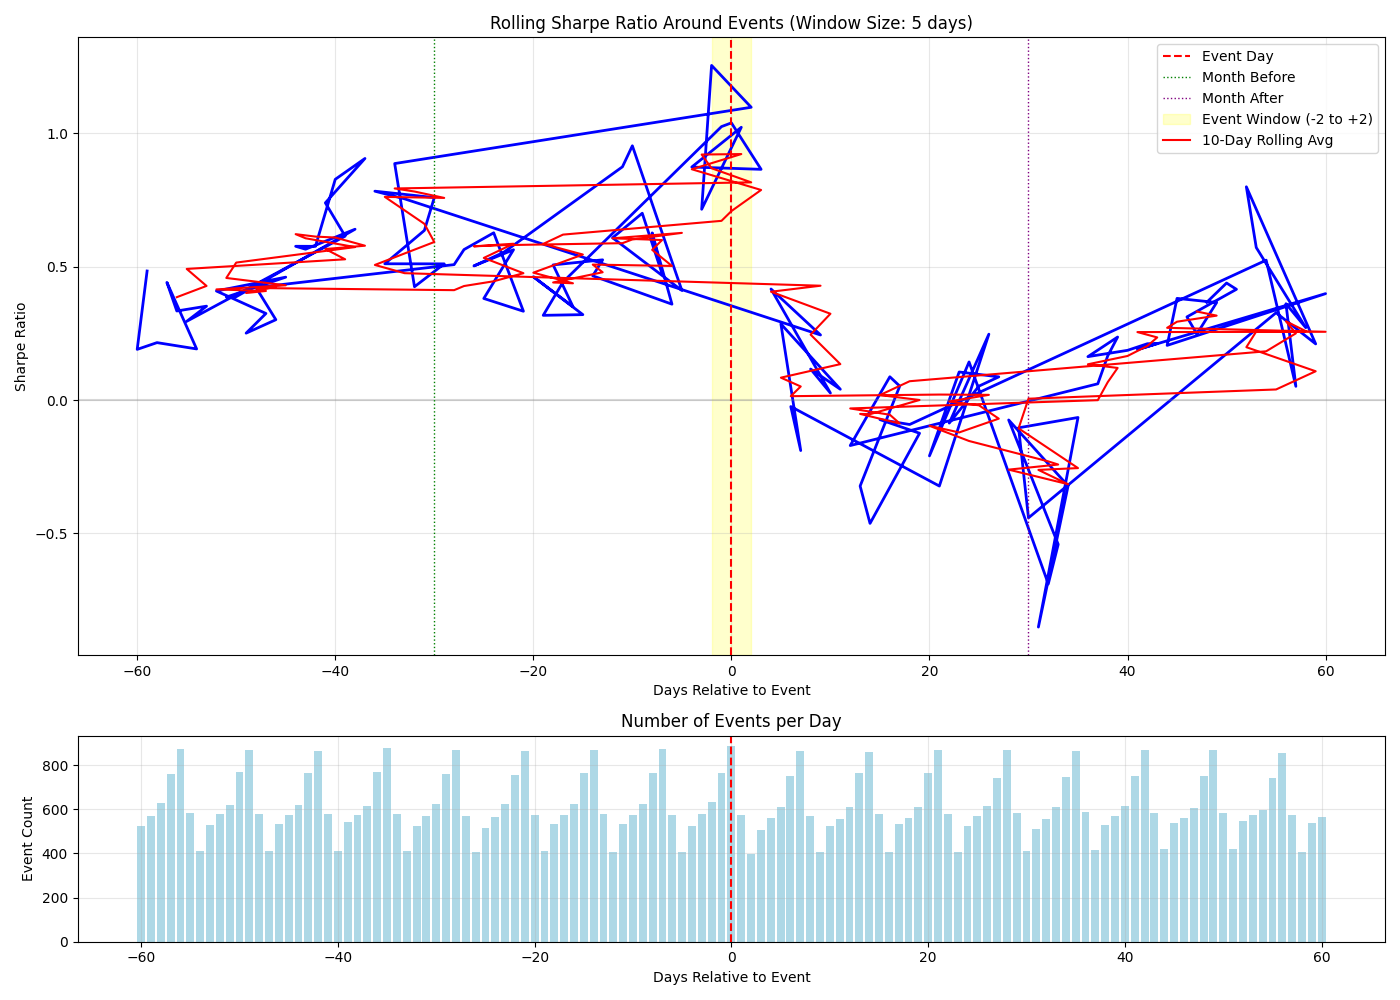 Rolling Sharpe Ratio Around Events (Window Size: 5 days)
Event Day
Month Before
Month After
Event Window (-2 to +2)
10-Day Rolling Avg
Sharpe Ratio
1.0
0.5
0.0
−0.5
−60 −40 −20 0 20 40 60
Days Relative to Event
Number of Events per Day
Event Count
800
600
400
200
0
−60 −40 −20 0 20 40 60
Days Relative to Event